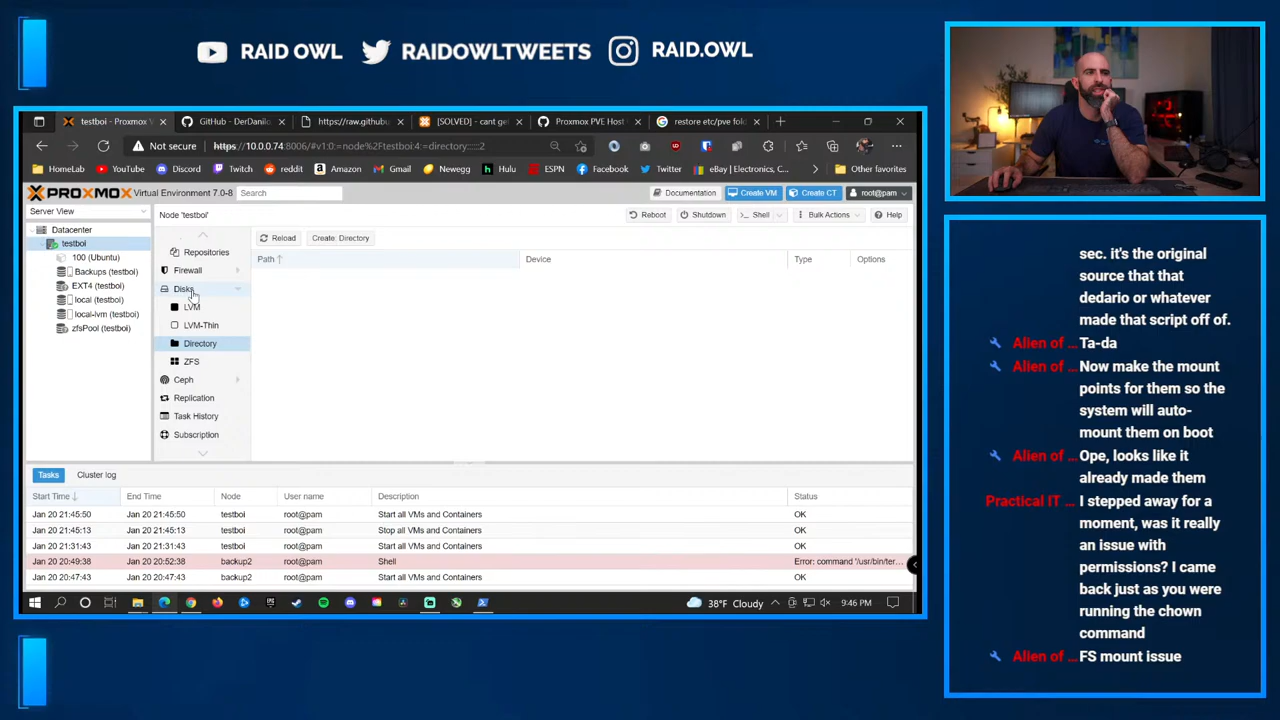 RAID OWL
RAIDOWLTWEETS
RAID.OWL
testboi - Proxmox V
GitHub - DerDanilo
https://raw.githubu
[SOLVED] - cant ge
Proxmox PVE Host
restore etc/pve fold
Not secure
https://10.0.0.74:8006/#v1:0:=node%2Ftestboi:4:=directory::::::2
HomeLab
YouTube
Discord
Twitch
reddit
Amazon
Gmail
Newegg
Hulu
ESPN
Facebook
Twitter
eBay | Electronics, C...
Other favorites
PROXMOX Virtual Environment 7.0-8
Search
Documentation
Create VM
Create CT
root@pam
Server View
Node 'testboi'
Reboot
Shutdown
Shell
Bulk Actions
Help
Datacenter
testboi
100 (Ubuntu)
Backups (testboi)
EXT4 (testboi)
local (testboi)
local-lvm (testboi)
zfsPool (testboi)
Repositories
Firewall
Disks
LVM
LVM-Thin
Directory
ZFS
Ceph
Replication
Task History
Subscription
Reload
Create: Directory
Path
Device
Type
Options
Tasks
Cluster log
Start Time
End Time
Node
User name
Description
Status
Jan 20 21:45:50
Jan 20 21:45:50
testboi
root@pam
Start all VMs and Containers
OK
Jan 20 21:45:13
Jan 20 21:45:13
testboi
root@pam
Stop all VMs and Containers
OK
Jan 20 21:31:43
Jan 20 21:31:43
testboi
root@pam
Start all VMs and Containers
OK
Jan 20 20:49:38
Jan 20 20:52:38
backup2
root@pam
Shell
Error: command '/usr/bin/ter...
Jan 20 20:47:43
Jan 20 20:47:43
backup2
root@pam
Start all VMs and Containers
OK
38°F Cloudy
9:46 PM
sec. it's the original
source that that
dedario or whatever
made that script off of.
Alien of ... Ta-da
Alien of ... Now make the mount
points for them so the
system will auto-
mount them on boot
Alien of ... Ope, looks like it
already made them
Practical IT ... I stepped away for a
moment, was it really
an issue with
permissions? I came
back just as you were
running the chown
command
Alien of ... FS mount issue